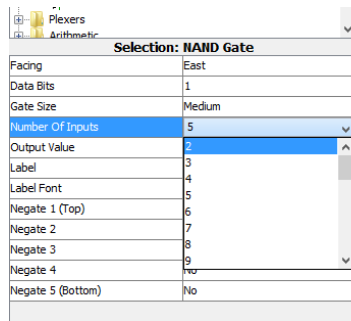 Plexers
Arithmetic
Selection: NAND Gate
Facing East
Data Bits 1
Gate Size Medium
Number Of Inputs 5
Output Value 2
3
Label 4
Label Font 5
Negate 1 (Top) 6
Negate 2 7
Negate 3 8
9
Negate 4 No
Negate 5 (Bottom) No